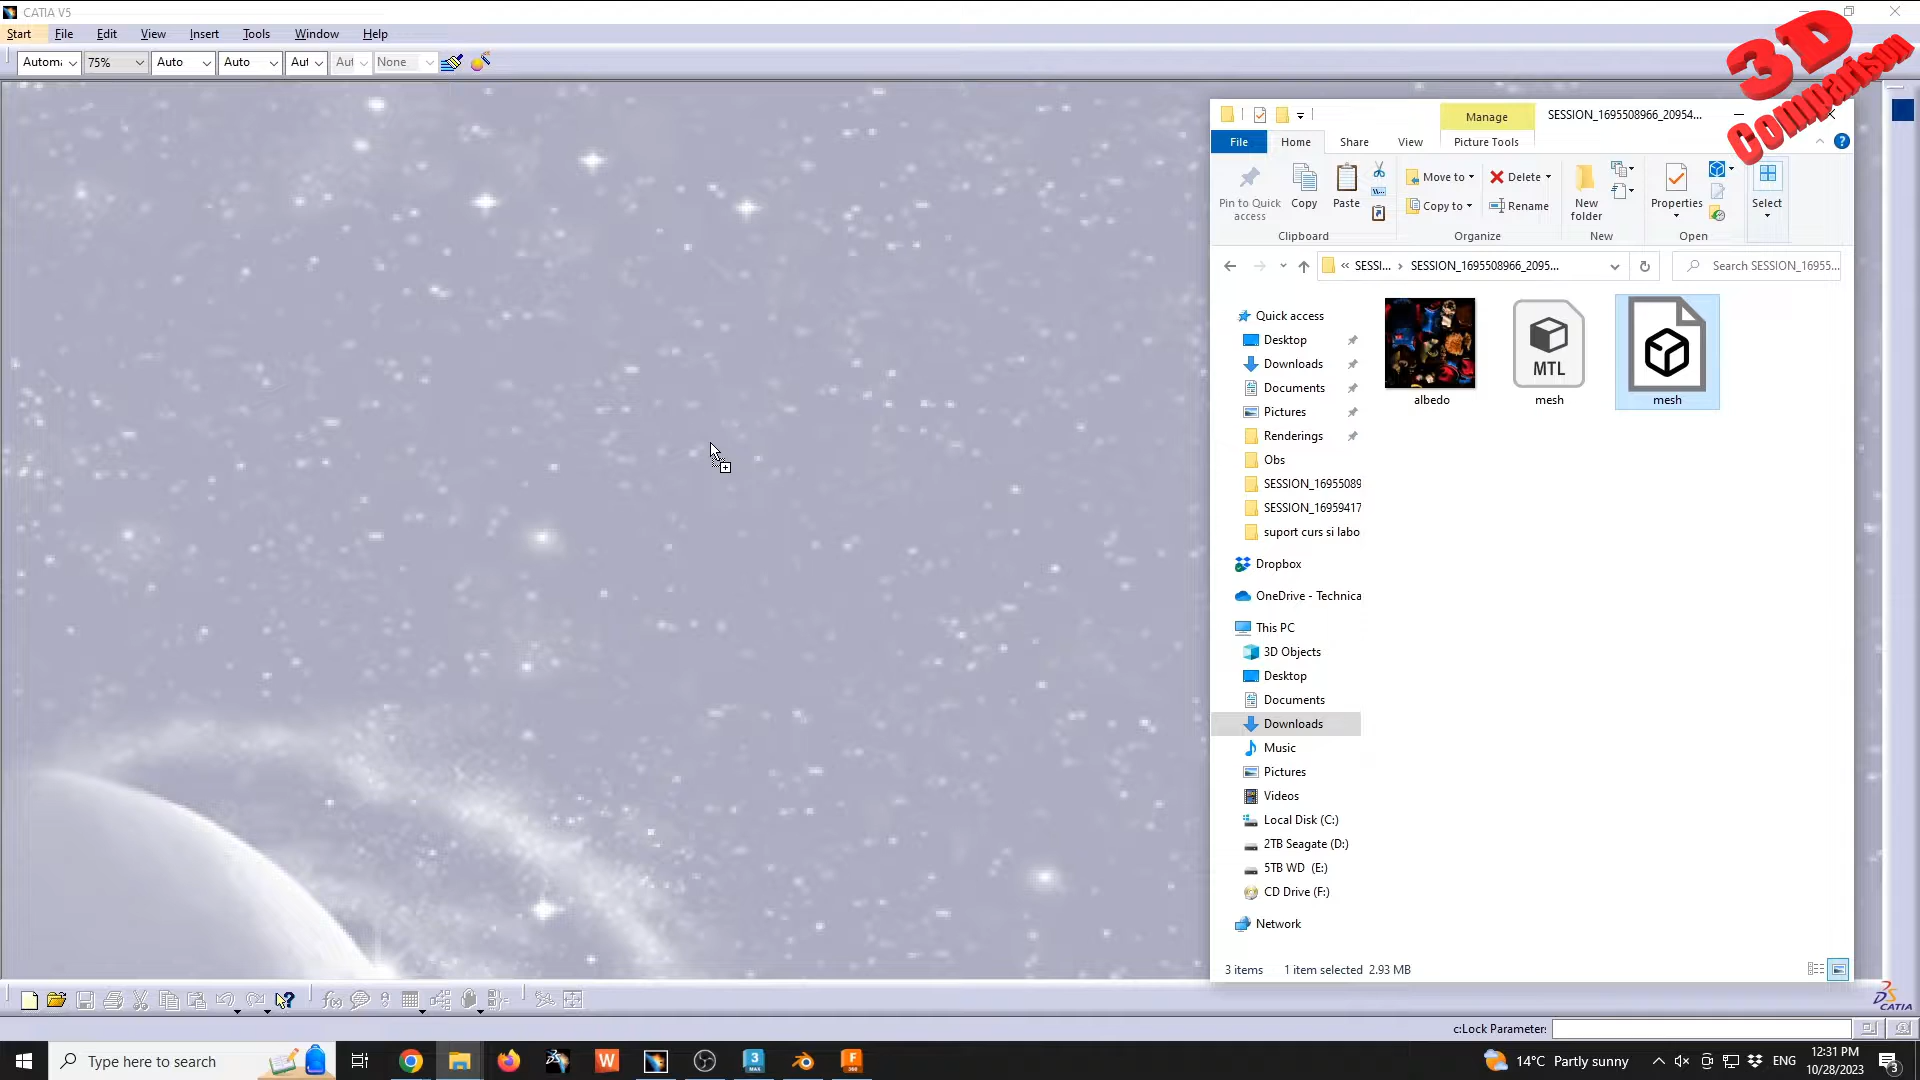 CATIA V5
Start File Edit View Insert Tools Window Help
Automa 75% Auto Auto Aut Aut None
3D
Comparison
Manage SESSION_1695508966_20954...
File Home Share View Picture Tools
Pin to Quick access
Copy
Paste
Move to
Copy to
Delete
Rename
New folder
Properties
Select
Clipboard Organize New Open
« SESSI... › SESSION_1695508966_2095...
Search SESSION_16955...
Quick access
Desktop
Downloads
Documents
Pictures
Renderings
Obs
SESSION_16955089
SESSION_16959417
suport curs si labo
Dropbox
OneDrive - Technica
This PC
3D Objects
Desktop
Documents
Downloads
Music
Pictures
Videos
Local Disk (C:)
2TB Seagate (D:)
5TB WD (E:)
CD Drive (F:)
Network
MTL
albedo mesh mesh
3 items 1 item selected 2.93 MB
CATIA
c:Lock Parameter:
Type here to search
14°C Partly sunny
ENG
12:31 PM
10/28/2023
3